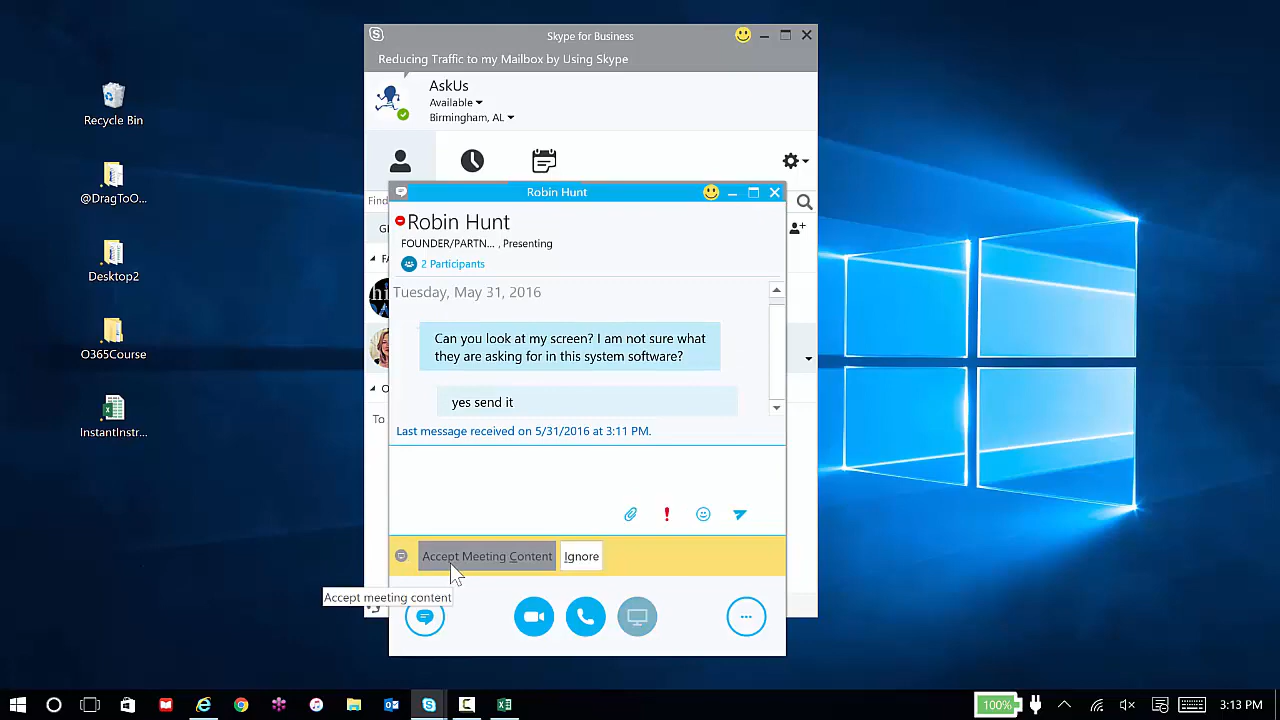 Skype for Business
Reducing Traffic to my Mailbox by Using Skype
AskUs
Available
Birmingham, AL
Find
Robin Hunt
Robin Hunt
FOUNDER/PARTN... , Presenting
2 Participants
Tuesday, May 31, 2016
Can you look at my screen? I am not sure what
they are asking for in this system software?
yes send it
Last message received on 5/31/2016 at 3:11 PM.
Accept Meeting Content
Ignore
Accept meeting content
Recycle Bin
@DragToO...
Desktop2
O365Course
InstantInstr...
100%
3:13 PM